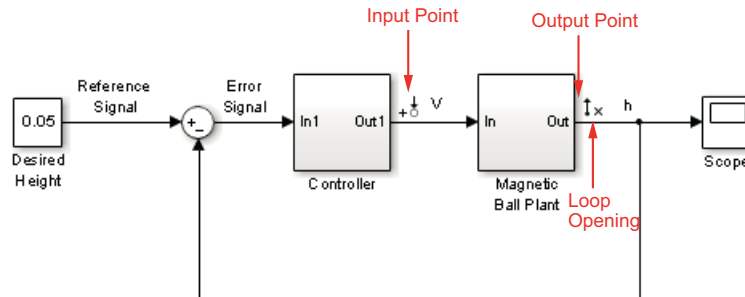 Input Point
Output Point
Reference
Signal
Error
Signal
V
h
0.05
+
−
In1
Out1
+
In
Out
x
Desired
Height
Controller
Magnetic
Ball Plant
Loop
Opening
Scope